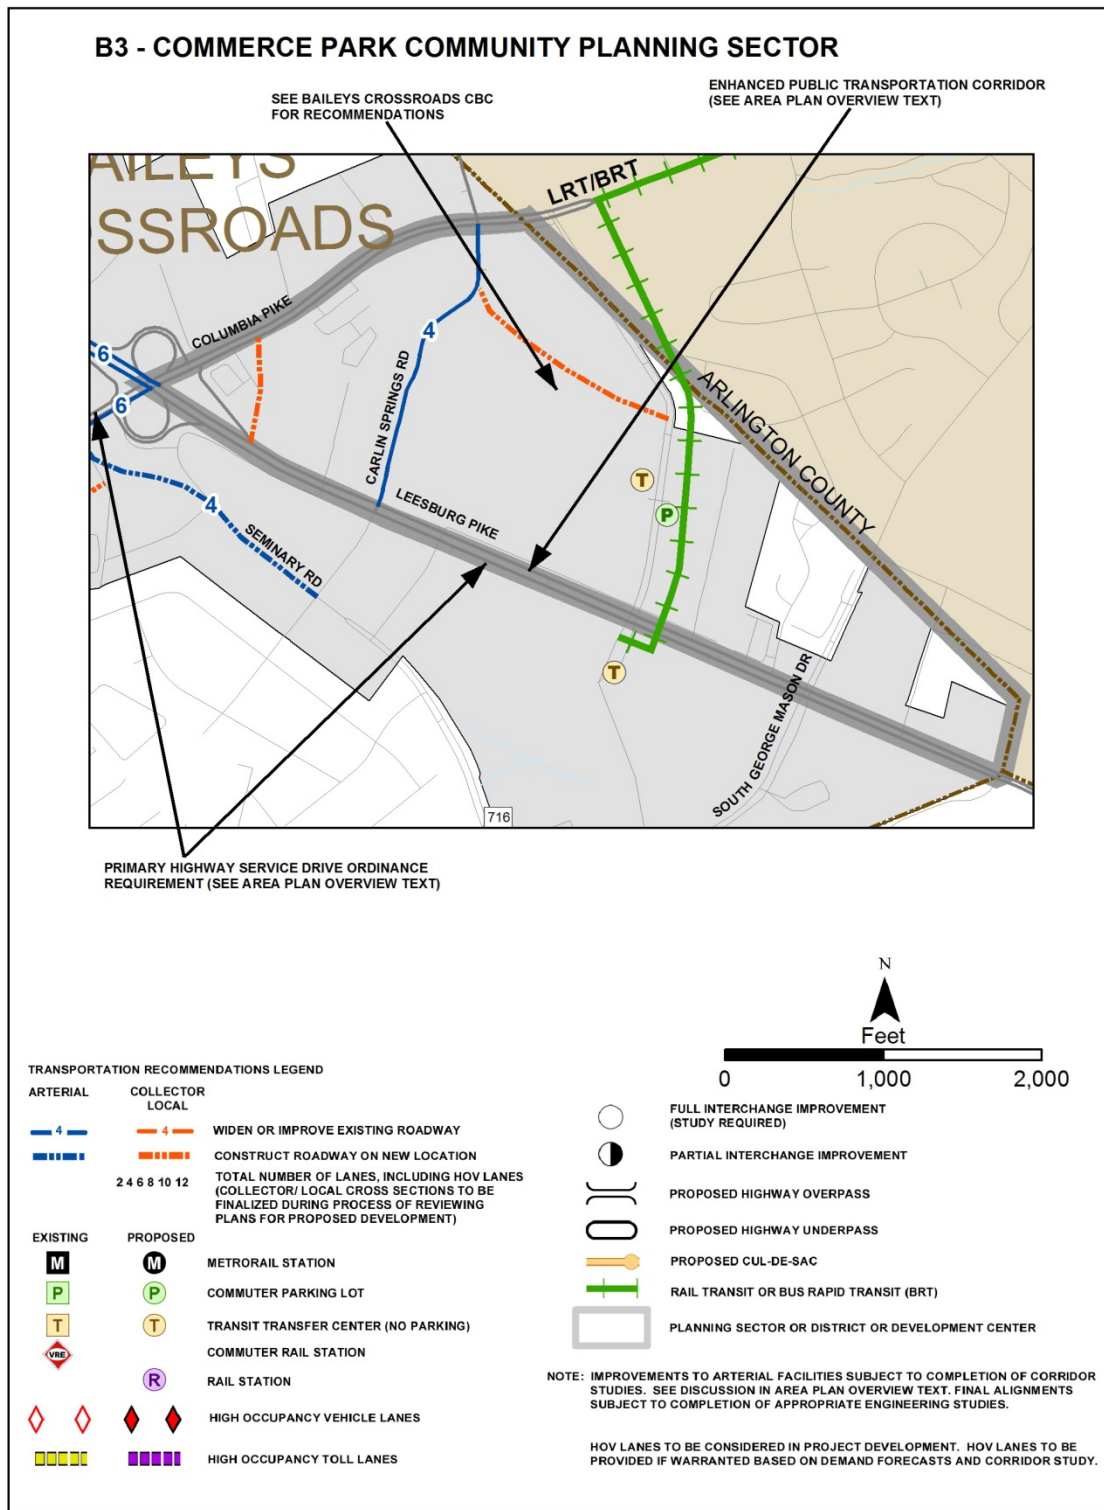 B3 - COMMERCE PARK COMMUNITY PLANNING SECTOR
SEE BAILEYS CROSSROADS CBC
FOR RECOMMENDATIONS
ENHANCED PUBLIC TRANSPORTATION CORRIDOR
(SEE AREA PLAN OVERVIEW TEXT)
AILEYS
SSROADS
LRT/BRT
COLUMBIA PIKE
6
6
4
CARLIN SPRINGS RD
ARLINGTON COUNTY
T
P
LEESBURG PIKE
4
SEMINARY RD
T
SOUTH GEORGE MASON DR
716
PRIMARY HIGHWAY SERVICE DRIVE ORDINANCE
REQUIREMENT (SEE AREA PLAN OVERVIEW TEXT)
N
Feet
0 1,000 2,000
TRANSPORTATION RECOMMENDATIONS LEGEND
ARTERIAL COLLECTOR
LOCAL
4 4 WIDEN OR IMPROVE EXISTING ROADWAY
CONSTRUCT ROADWAY ON NEW LOCATION
2 4 6 8 10 12 TOTAL NUMBER OF LANES, INCLUDING HOV LANES
(COLLECTOR/ LOCAL CROSS SECTIONS TO BE
FINALIZED DURING PROCESS OF REVIEWING
PLANS FOR PROPOSED DEVELOPMENT)
EXISTING PROPOSED
M M METRORAIL STATION
P P COMMUTER PARKING LOT
T T TRANSIT TRANSFER CENTER (NO PARKING)
VRE COMMUTER RAIL STATION
R RAIL STATION
HIGH OCCUPANCY VEHICLE LANES
HIGH OCCUPANCY TOLL LANES
FULL INTERCHANGE IMPROVEMENT
(STUDY REQUIRED)
PARTIAL INTERCHANGE IMPROVEMENT
PROPOSED HIGHWAY OVERPASS
PROPOSED HIGHWAY UNDERPASS
PROPOSED CUL-DE-SAC
RAIL TRANSIT OR BUS RAPID TRANSIT (BRT)
PLANNING SECTOR OR DISTRICT OR DEVELOPMENT CENTER
NOTE: IMPROVEMENTS TO ARTERIAL FACILITIES SUBJECT TO COMPLETION OF CORRIDOR
STUDIES. SEE DISCUSSION IN AREA PLAN OVERVIEW TEXT. FINAL ALIGNMENTS
SUBJECT TO COMPLETION OF APPROPRIATE ENGINEERING STUDIES.
HOV LANES TO BE CONSIDERED IN PROJECT DEVELOPMENT. HOV LANES TO BE
PROVIDED IF WARRANTED BASED ON DEMAND FORECASTS AND CORRIDOR STUDY.